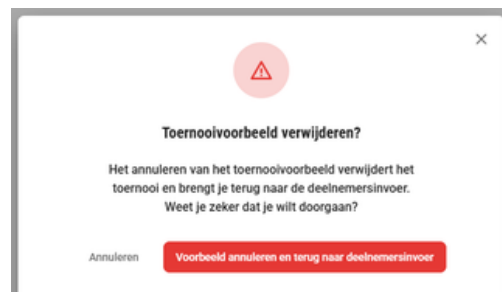 Toernooivoorbeeld verwijderen?
Het annuleren van het toernooivoorbeeld verwijdert het
toernooi en brengt je terug naar de deelnemersinvoer.
Weet je zeker dat je wilt doorgaan?
Annuleren
Voorbeeld annuleren en terug naar deelnemersinvoer